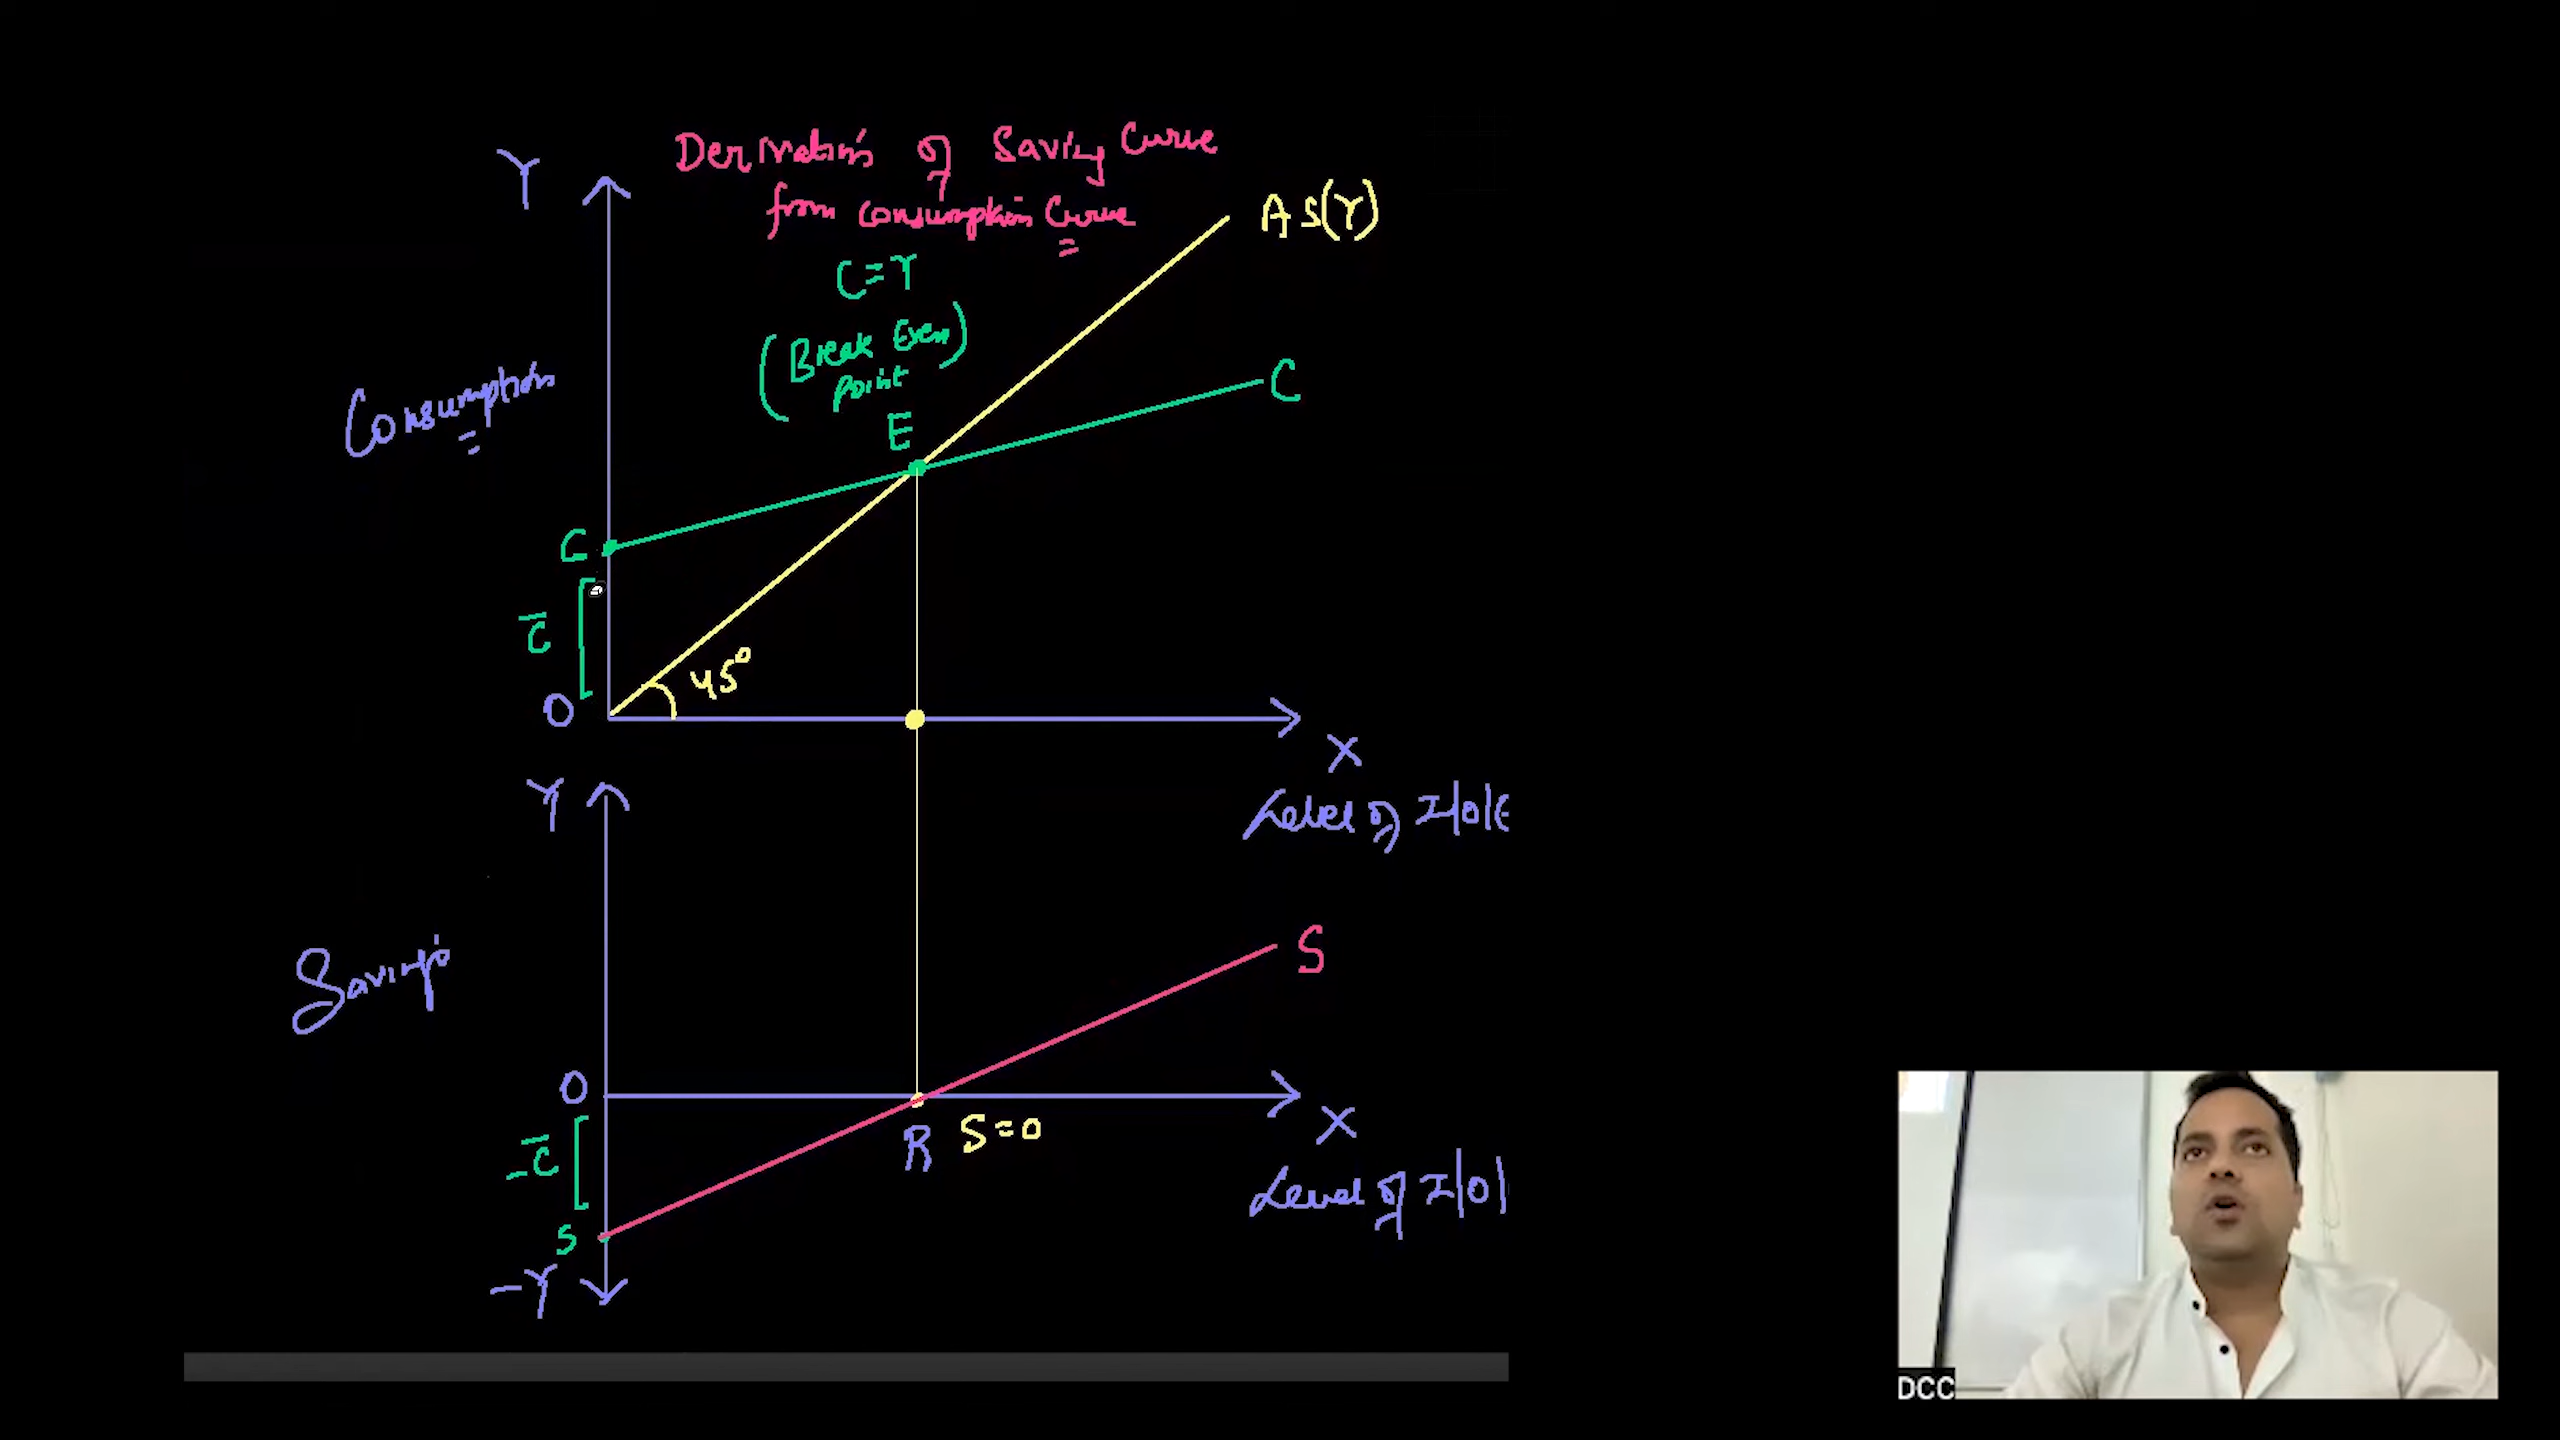 Y
Derivation of Saving Curve
from Consumption Curve
AS(Y)
C=Y
(Break Even
Point)
Consumption
C
E
C
C̄
45°
O
X
Level of I|O|E
Y
Saving
S
O
R S=0
X
-C̄
Level of I|O|
S
-Y
DCC